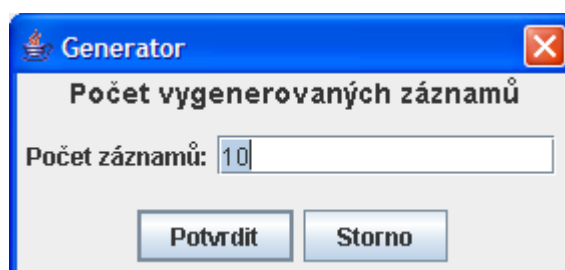 Generator
Počet vygenerovaných záznamů
Počet záznamů: 10
Potvrdit Storno